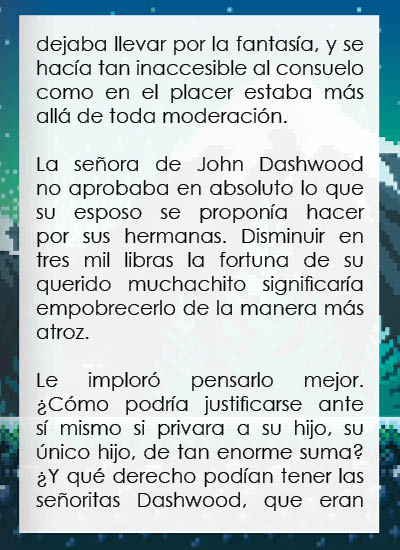 dejaba llevar por la fantasía, y se
hacía tan inaccesible al consuelo
como en el placer estaba más
allá de toda moderación.

La señora de John Dashwood
no aprobaba en absoluto lo que
su esposo se proponía hacer
por sus hermanas. Disminuir en
tres mil libras la fortuna de su
querido muchachito significaría
empobrecerlo de la manera más
atroz.

Le imploró pensarlo mejor.
¿Cómo podría justificarse ante
sí mismo si privara a su hijo, su
único hijo, de tan enorme suma?
¿Y qué derecho podían tener las
señoritas Dashwood, que eran